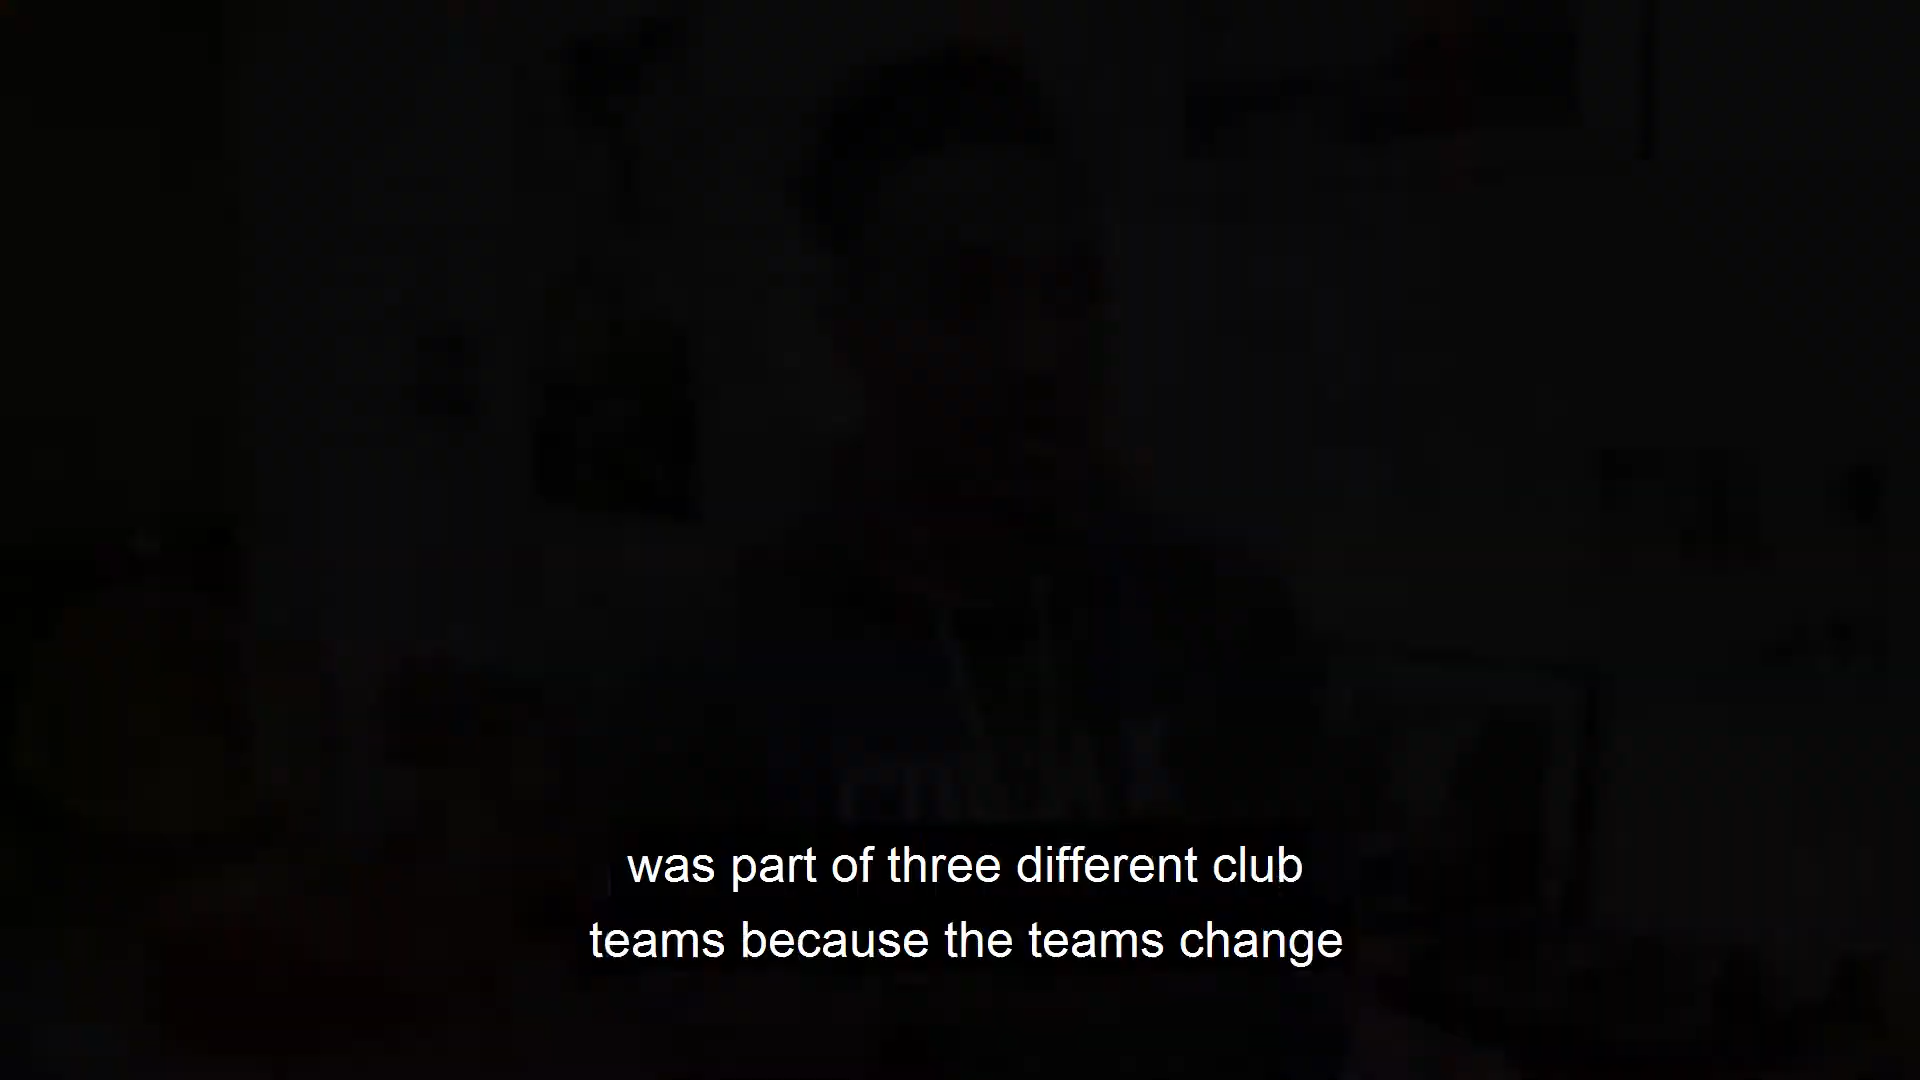 was part of three different club
teams because the teams change